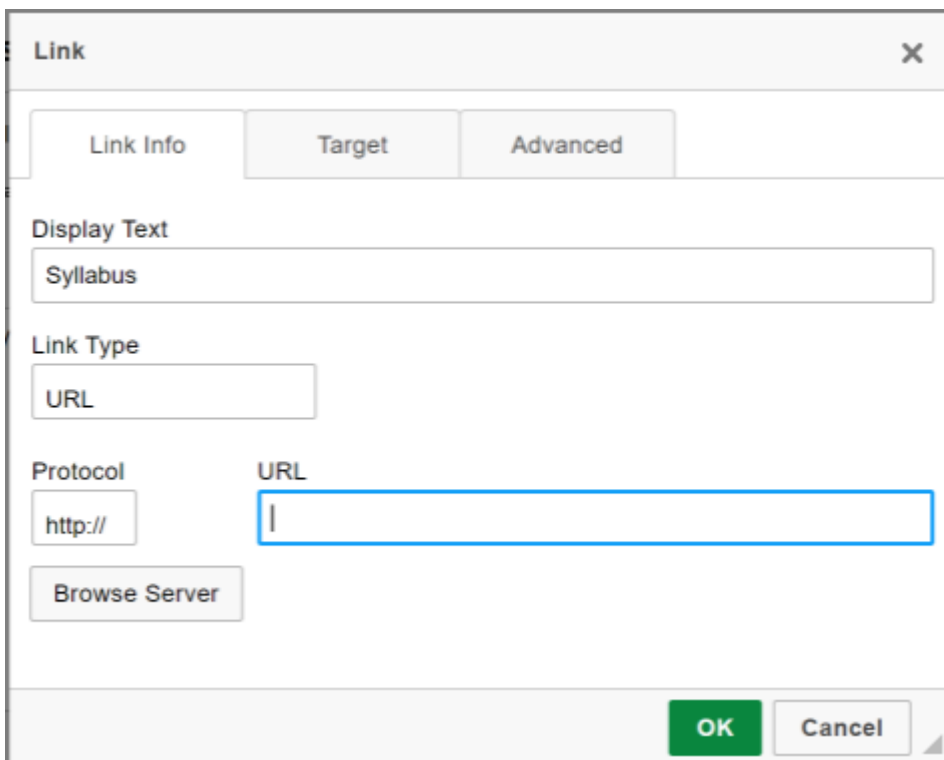 Link
Link Info Target Advanced
Display Text
Syllabus
Link Type
URL
Protocol URL
http://
Browse Server
OK Cancel